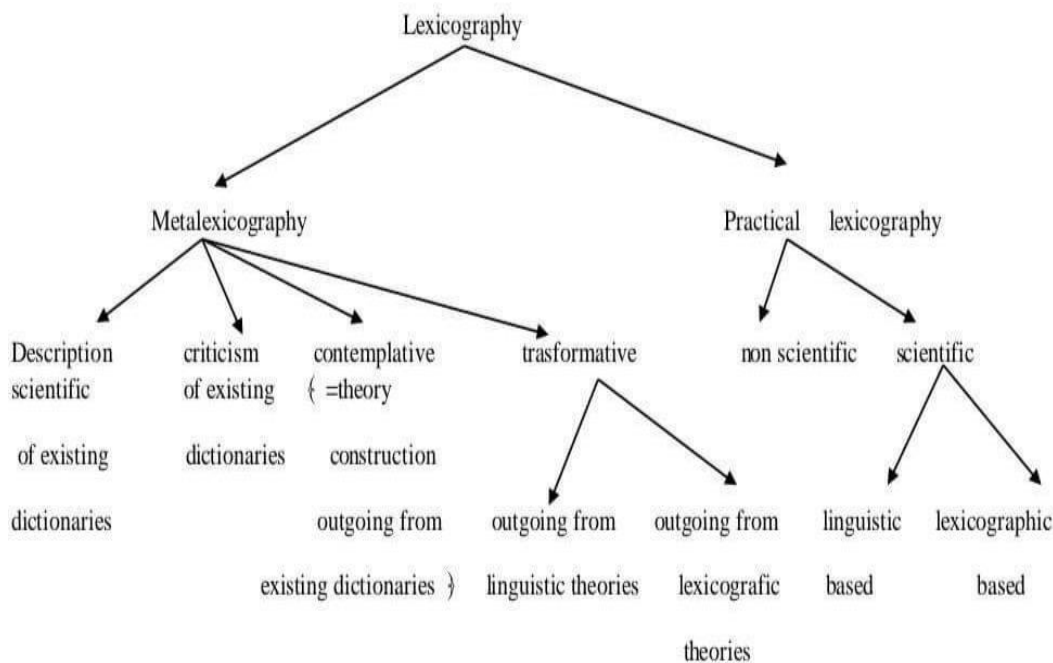 Lexicography
Metalexicography
Practical lexicography
Description
scientific
of existing
dictionaries
criticism
of existing
dictionaries
contemplative
( =theory
construction
outgoing from
existing dictionaries )
trasformative
outgoing from
linguistic theories
outgoing from
lexicografic
theories
non scientific
scientific
linguistic
based
lexicographic
based